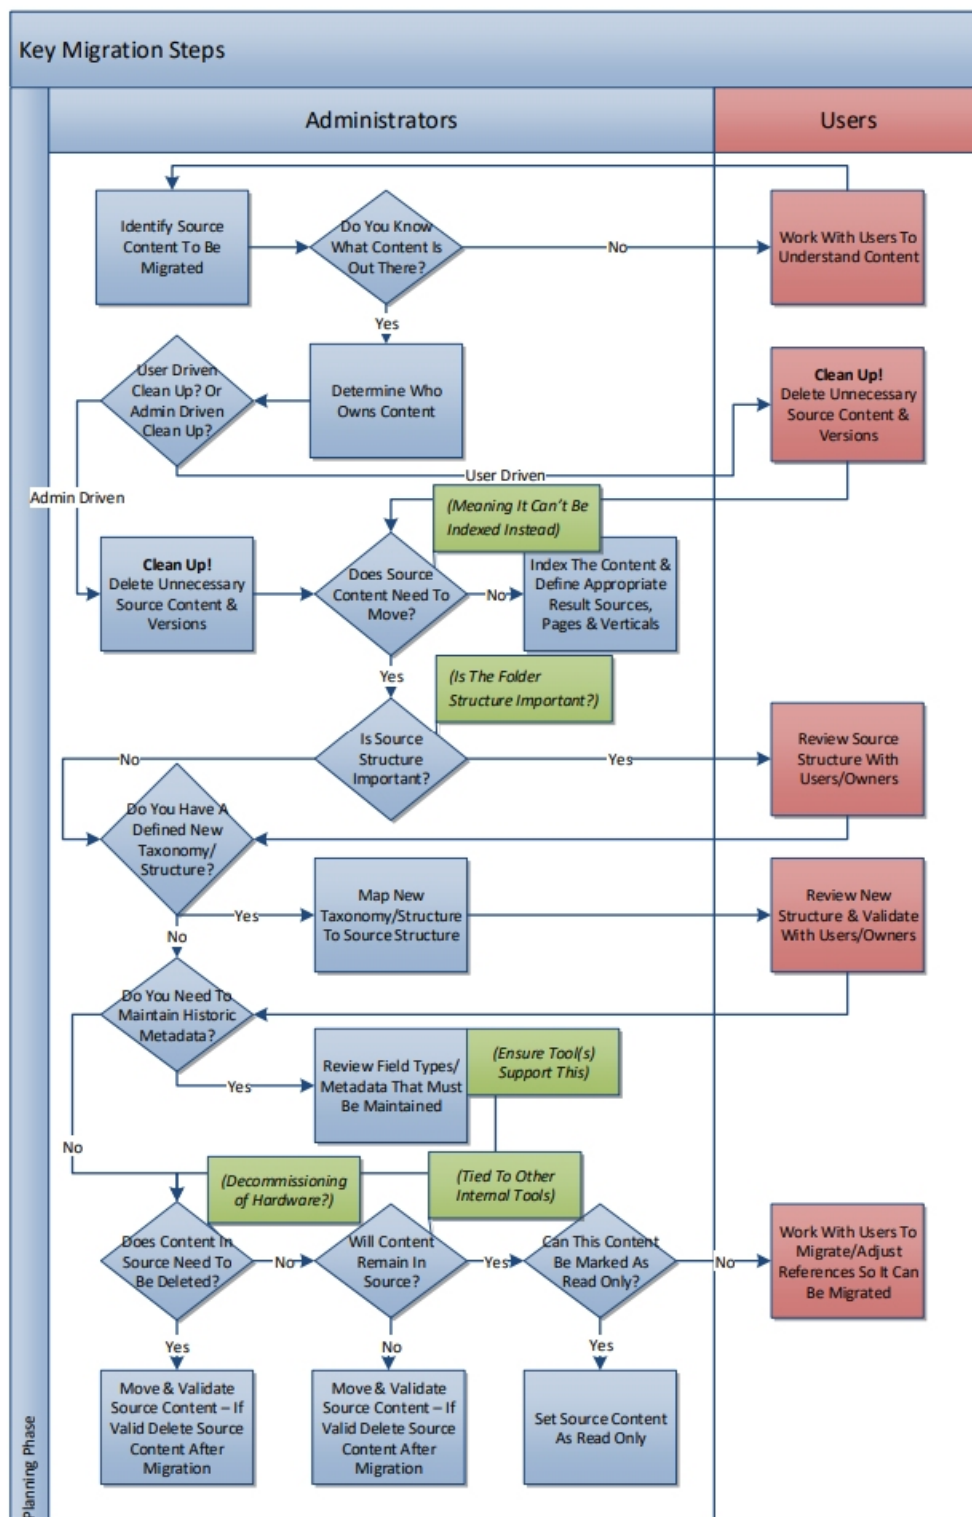 Key Migration Steps
Administrators
Users
Identify Source
Content To Be
Migrated
Do You Know
What Content Is
Out There?
No
Work With Users To
Understand Content
Yes
User Driven
Clean Up? Or
Admin Driven
Clean Up?
Determine Who
Owns Content
Clean Up!
Delete Unnecessary
Source Content &
Versions
User Driven
Admin Driven
(Meaning It Can't Be
Indexed Instead)
Clean Up!
Delete Unnecessary
Source Content &
Versions
Does Source
Content Need To
Move?
No
Index The Content &
Define Appropriate
Result Sources,
Pages & Verticals
Yes
(Is The Folder
Structure Important?)
Is Source
Structure
Important?
No
Yes
Review Source
Structure With
Users/Owners
Do You Have A
Defined New
Taxonomy/
Structure?
Yes
Map New
Taxonomy/Structure
To Source Structure
Review New
Structure & Validate
With Users/Owners
No
Do You Need To
Maintain Historic
Metadata?
Yes
Review Field Types/
Metadata That Must
Be Maintained
(Ensure Tool(s)
Support This)
No
(Decommissioning
of Hardware?)
(Tied To Other
Internal Tools)
Does Content In
Source Need To
Be Deleted?
No
Will Content
Remain In
Source?
Yes
Can This Content
Be Marked As
Read Only?
No
Work With Users To
Migrate/Adjust
References So It Can
Be Migrated
Yes
No
Yes
Move & Validate
Source Content – If
Valid Delete Source
Content After
Migration
Move & Validate
Source Content – If
Valid Delete Source
Content After
Migration
Set Source Content
As Read Only
Planning Phase